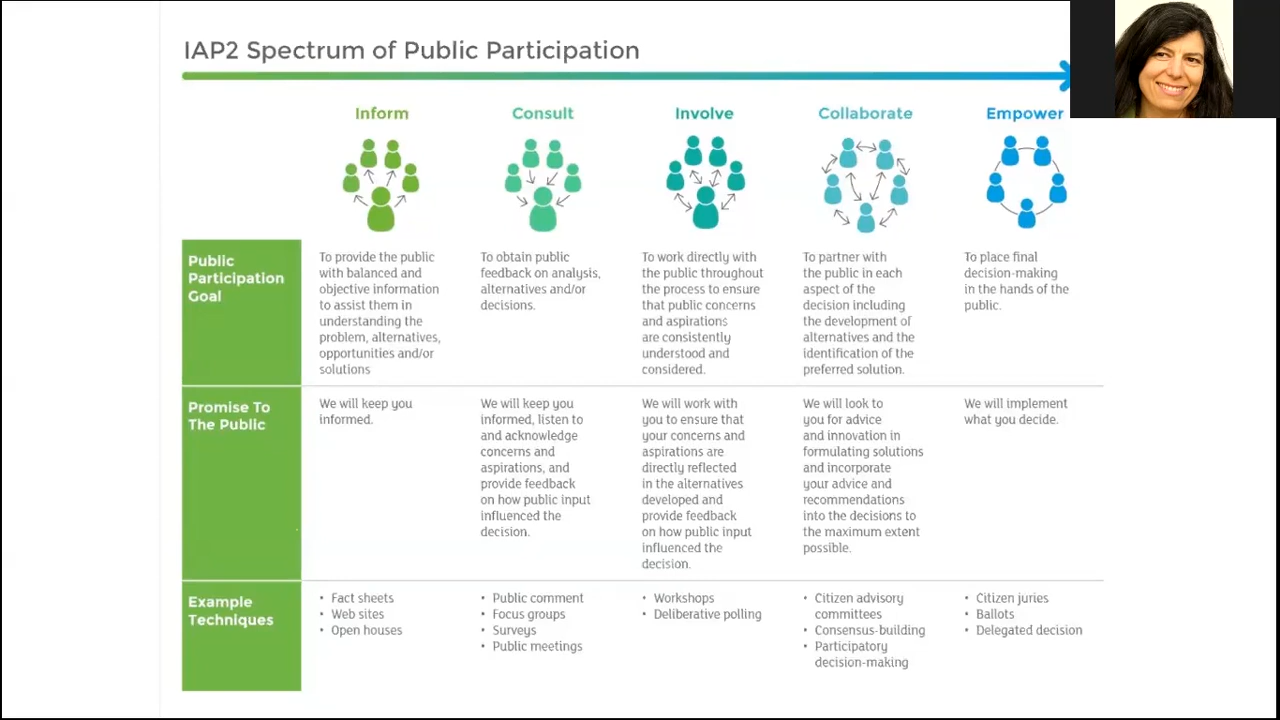 IAP2 Spectrum of Public Participation
Inform
Consult
Involve
Collaborate
Empower
Public
Participation
Goal
To provide the public
with balanced and
objective information
to assist them in
understanding the
problem, alternatives,
opportunities and/or
solutions
To obtain public
feedback on analysis,
alternatives and/or
decisions.
To work directly with
the public throughout
the process to ensure
that public concerns
and aspirations
are consistently
understood and
considered.
To partner with
the public in each
aspect of the
decision including
the development of
alternatives and the
identification of the
preferred solution.
To place final
decision-making
in the hands of the
public.
Promise To
The Public
We will keep you
informed.
We will keep you
informed, listen to
and acknowledge
concerns and
aspirations, and
provide feedback
on how public input
influenced the
decision.
We will work with
you to ensure that
your concerns and
aspirations are
directly reflected
in the alternatives
developed and
provide feedback
on how public input
influenced the
decision.
We will look to
you for advice
and innovation in
formulating solutions
and incorporate
your advice and
recommendations
into the decisions to
the maximum extent
possible.
We will implement
what you decide.
Example
Techniques
• Fact sheets
• Web sites
• Open houses
• Public comment
• Focus groups
• Surveys
• Public meetings
• Workshops
• Deliberative polling
• Citizen advisory
committees
• Consensus-building
• Participatory
decision-making
• Citizen juries
• Ballots
• Delegated decision